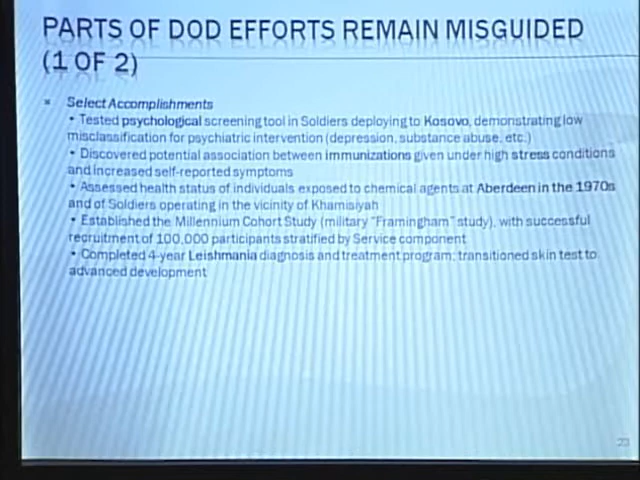 PARTS OF DOD EFFORTS REMAIN MISGUIDED
(1 OF 2)
Select Accomplishments
• Tested psychological screening tool in Soldiers deploying to Kosovo, demonstrating low
misclassification for psychiatric intervention (depression, substance abuse, etc.)
• Discovered potential association between immunizations given under high stress conditions
and increased self-reported symptoms
• Assessed health status of individuals exposed to chemical agents at Aberdeen in the 1970s
and of Soldiers operating in the vicinity of Khamisiyah
• Established the Millennium Cohort Study (military "Framingham" study), with successful
recruitment of 100,000 participants stratified by Service component
• Completed 4-year Leishmania diagnosis and treatment program; transitioned skin test to
advanced development
23